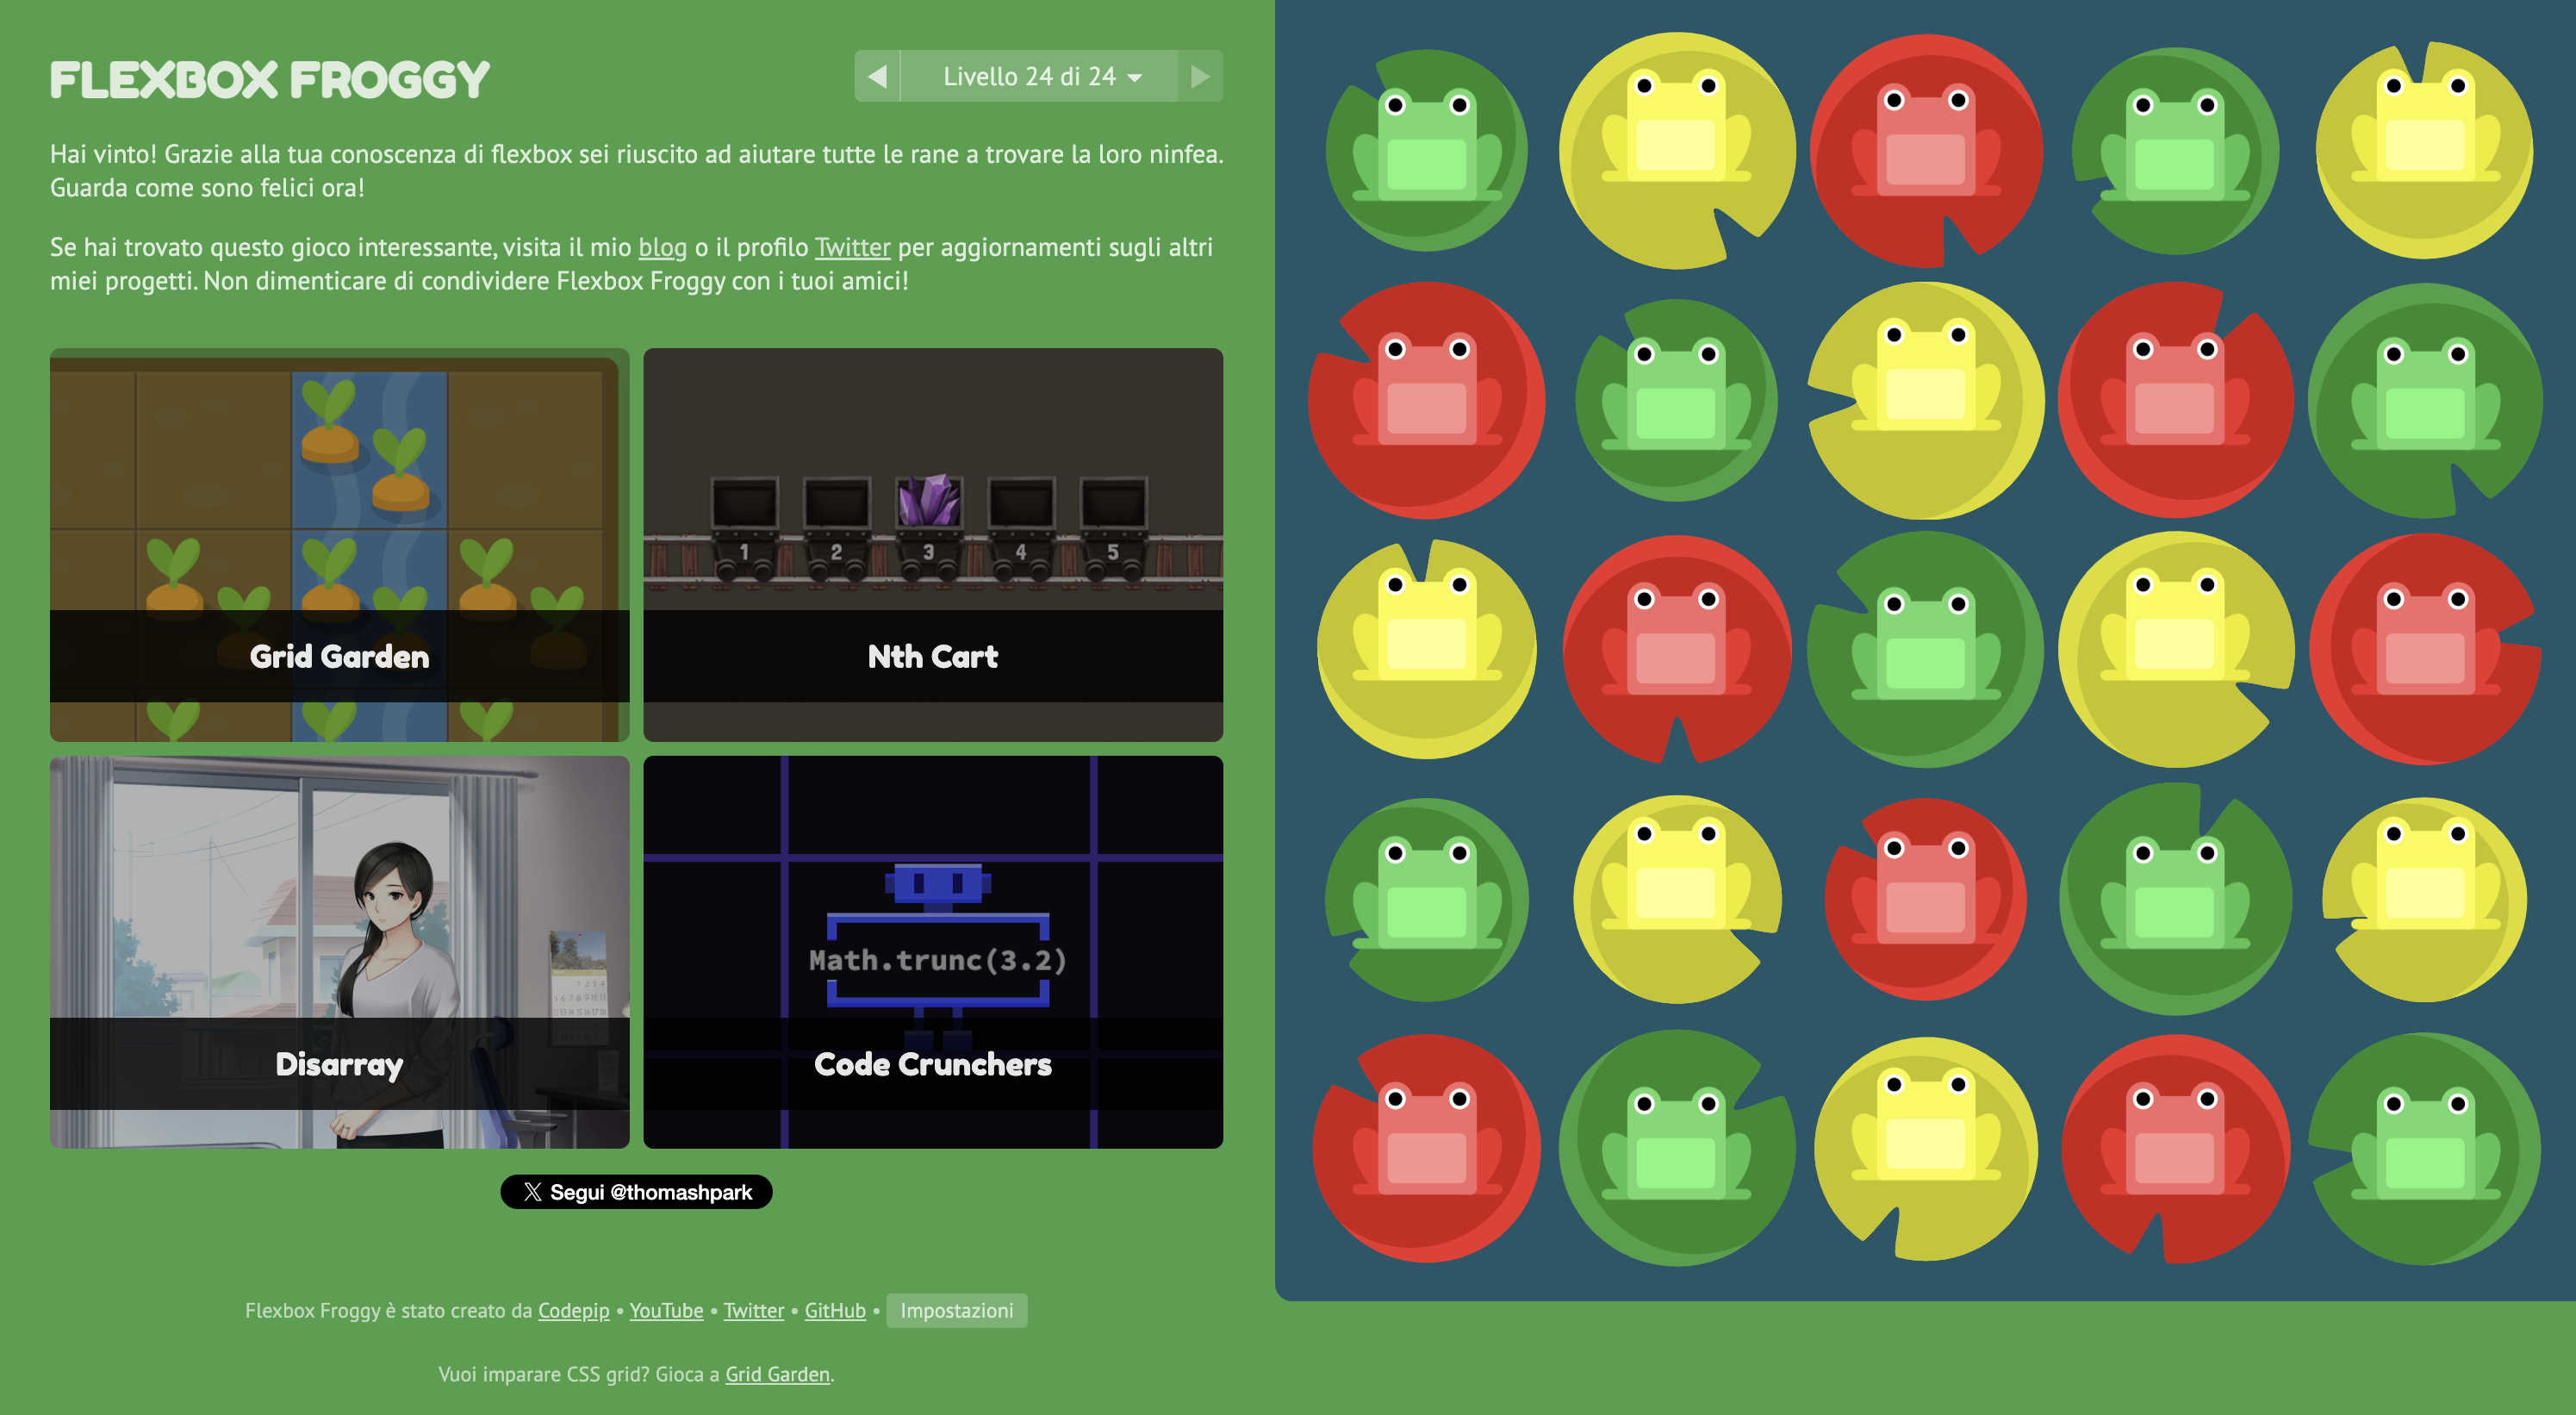 FLEXBOX FROGGY
Livello 24 di 24
Hai vinto! Grazie alla tua conoscenza di flexbox sei riuscito ad aiutare tutte le rane a trovare la loro ninfea.
Guarda come sono felici ora!
Se hai trovato questo gioco interessante, visita il mio blog o il profilo Twitter per aggiornamenti sugli altri
miei progetti. Non dimenticare di condividere Flexbox Froggy con i tuoi amici!
1 2 3 4 5
Grid Garden
Nth Cart
Math.trunc(3.2)
Disarray
Code Crunchers
𝕏 Segui @thomashpark
Flexbox Froggy è stato creato da Codepip • YouTube • Twitter • GitHub • Impostazioni
Vuoi imparare CSS grid? Gioca a Grid Garden.